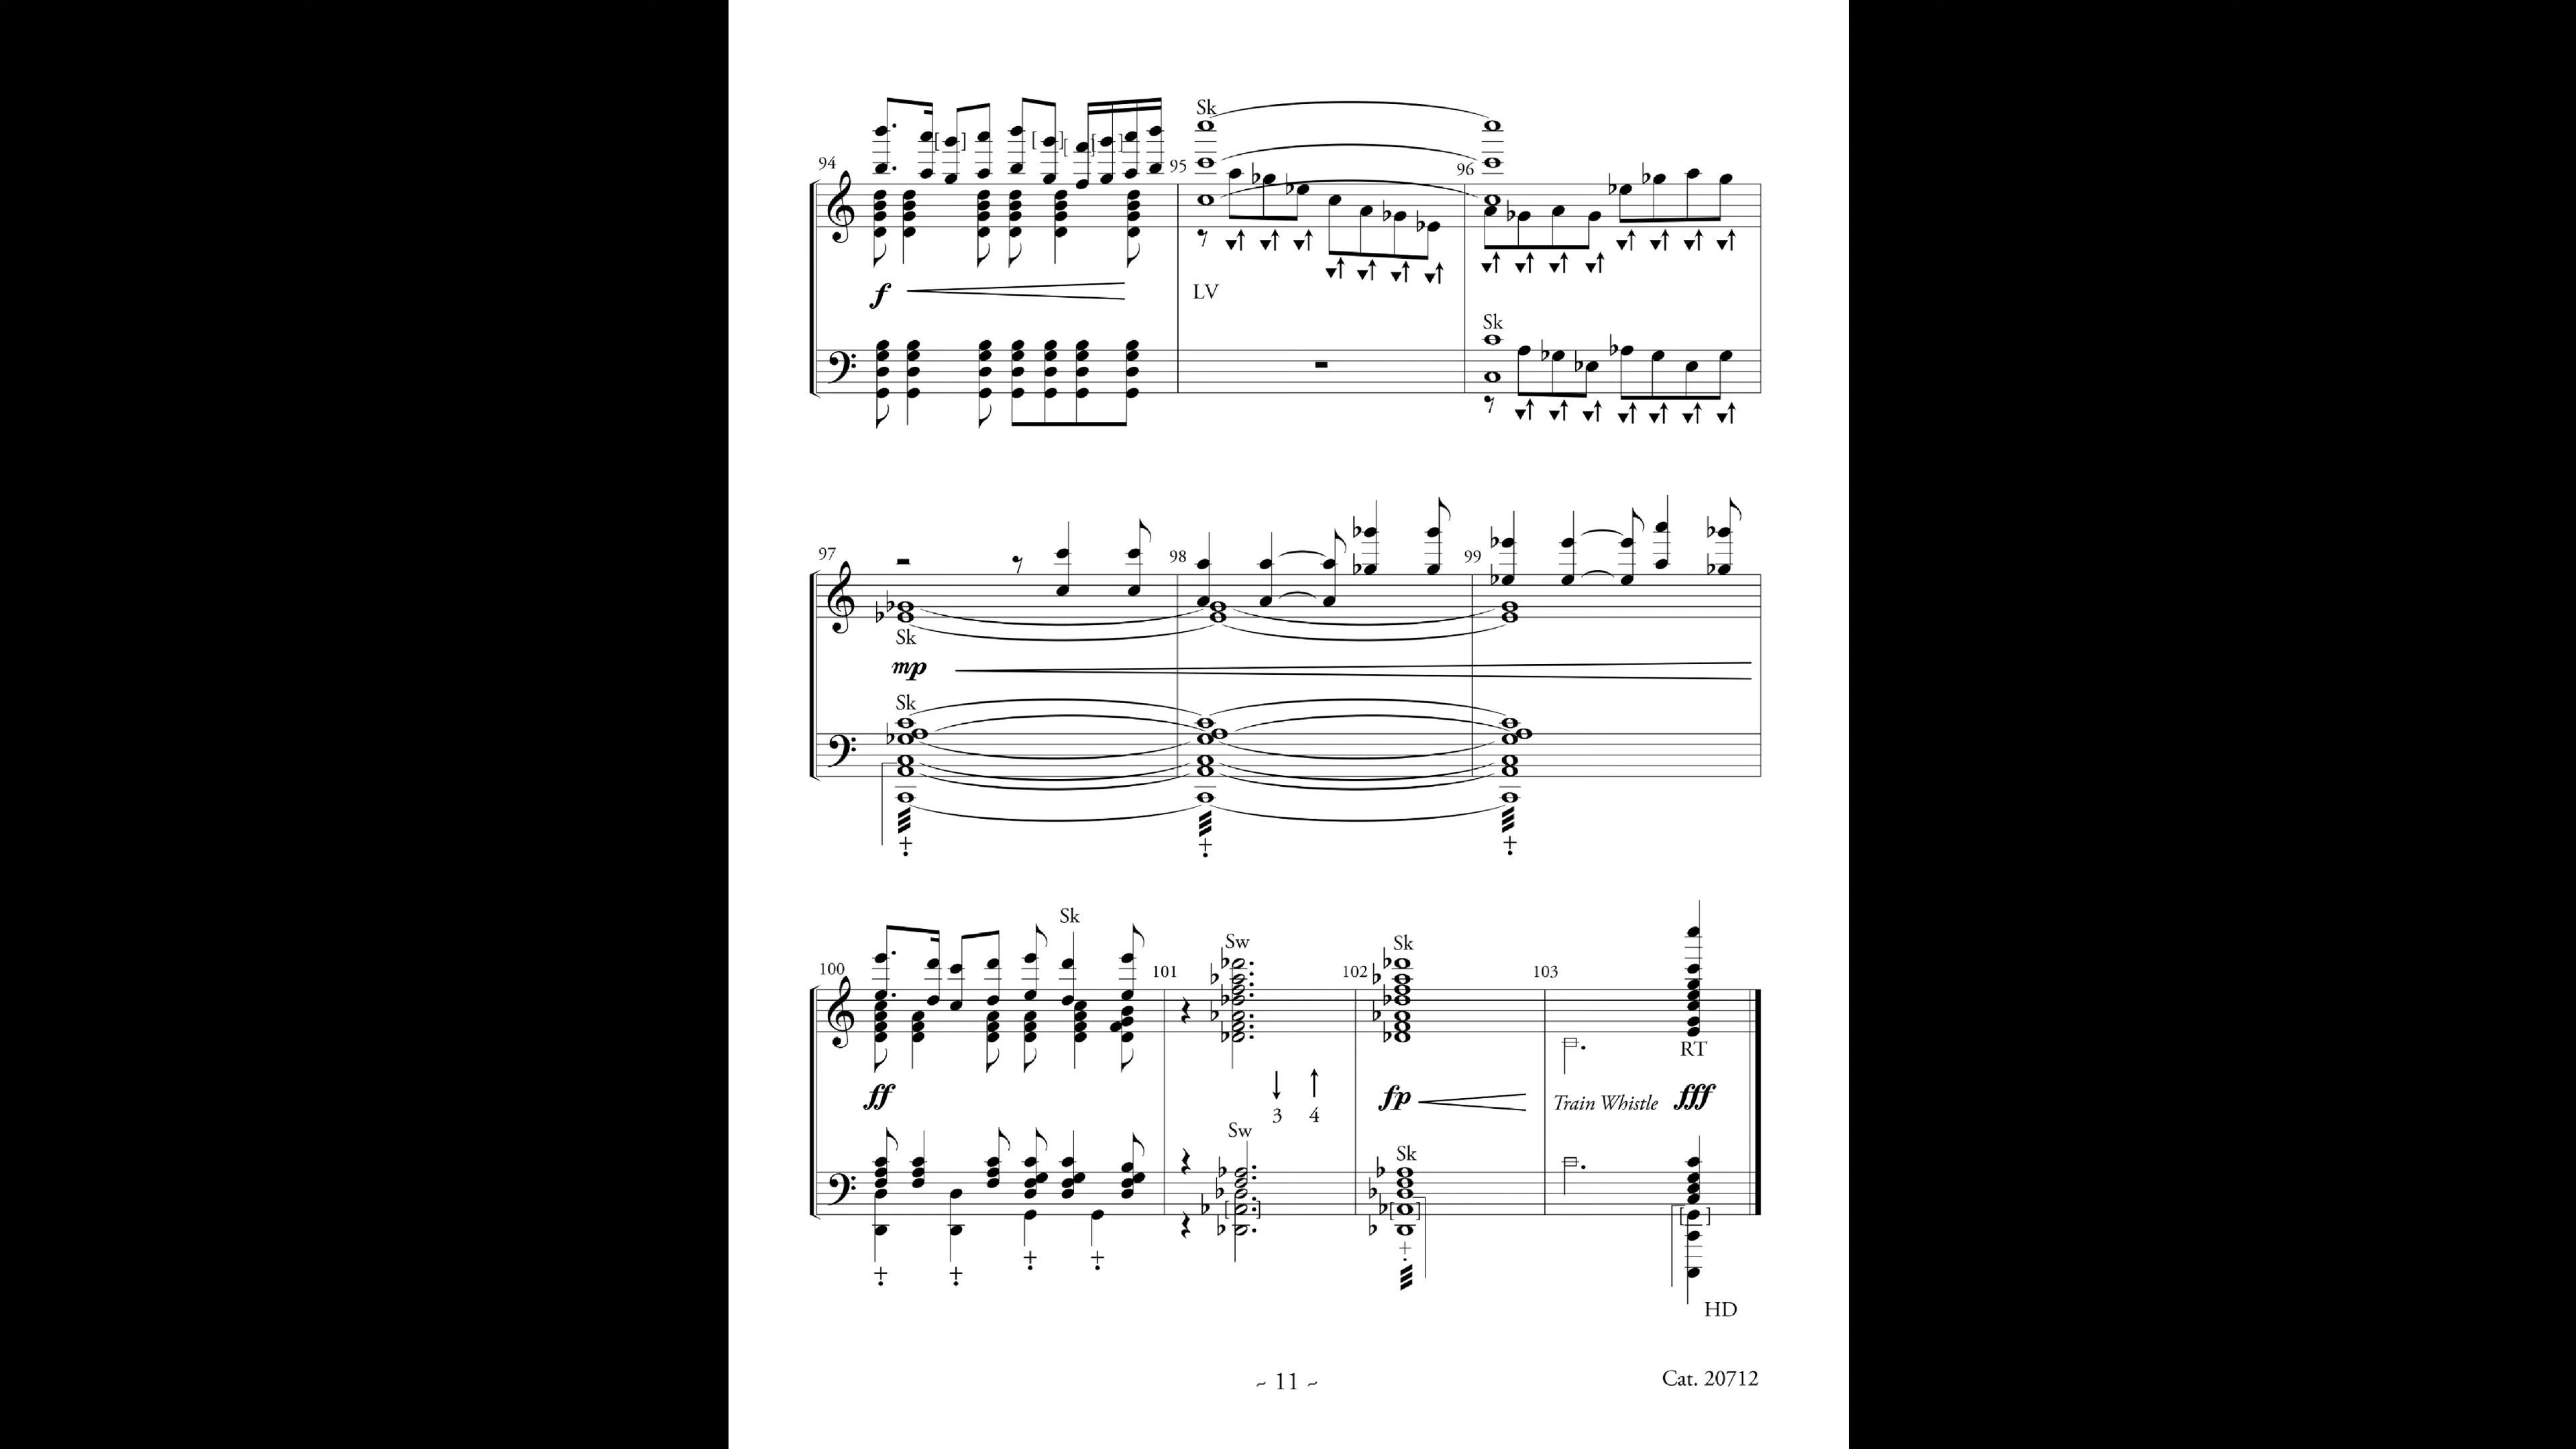 Sk
94
95
96
f
LV
Sk
97
98
99
Sk
mp
Sk
Sk
100
Sw
101
Sk
102
103
RT
ff
3
4
fp
Train Whistle
fff
Sw
Sk
HD
~ 11 ~
Cat. 20712